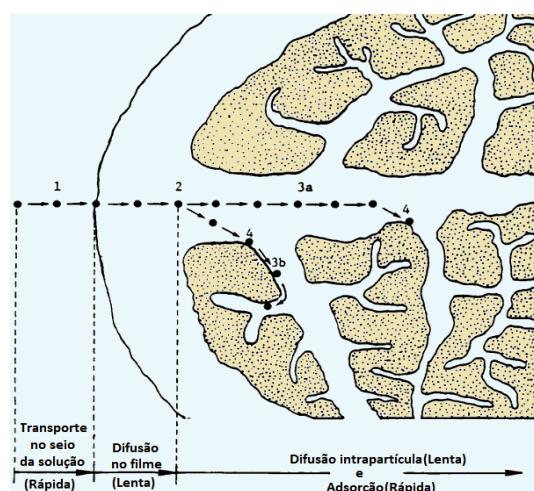 1
2
3a
4
4
3b
Transporte
no seio
da solução
(Rápida)
Difusão
no filme
(Lenta)
Difusão intrapartícula(Lenta)
e
Adsorção(Rápida)